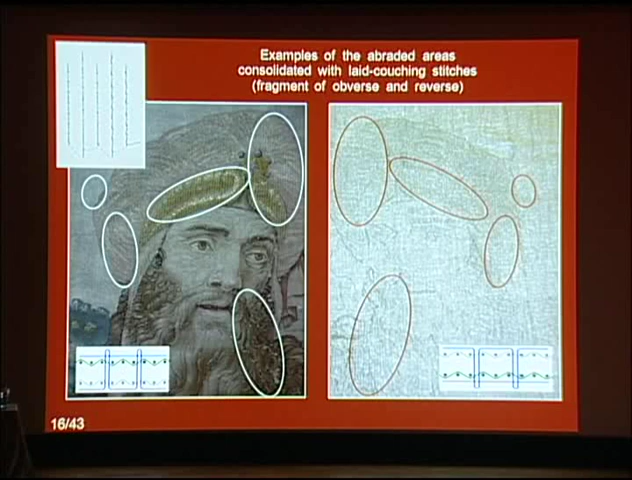 Examples of the abraded areas
consolidated with laid-couching stitches
(fragment of obverse and reverse)
16/43